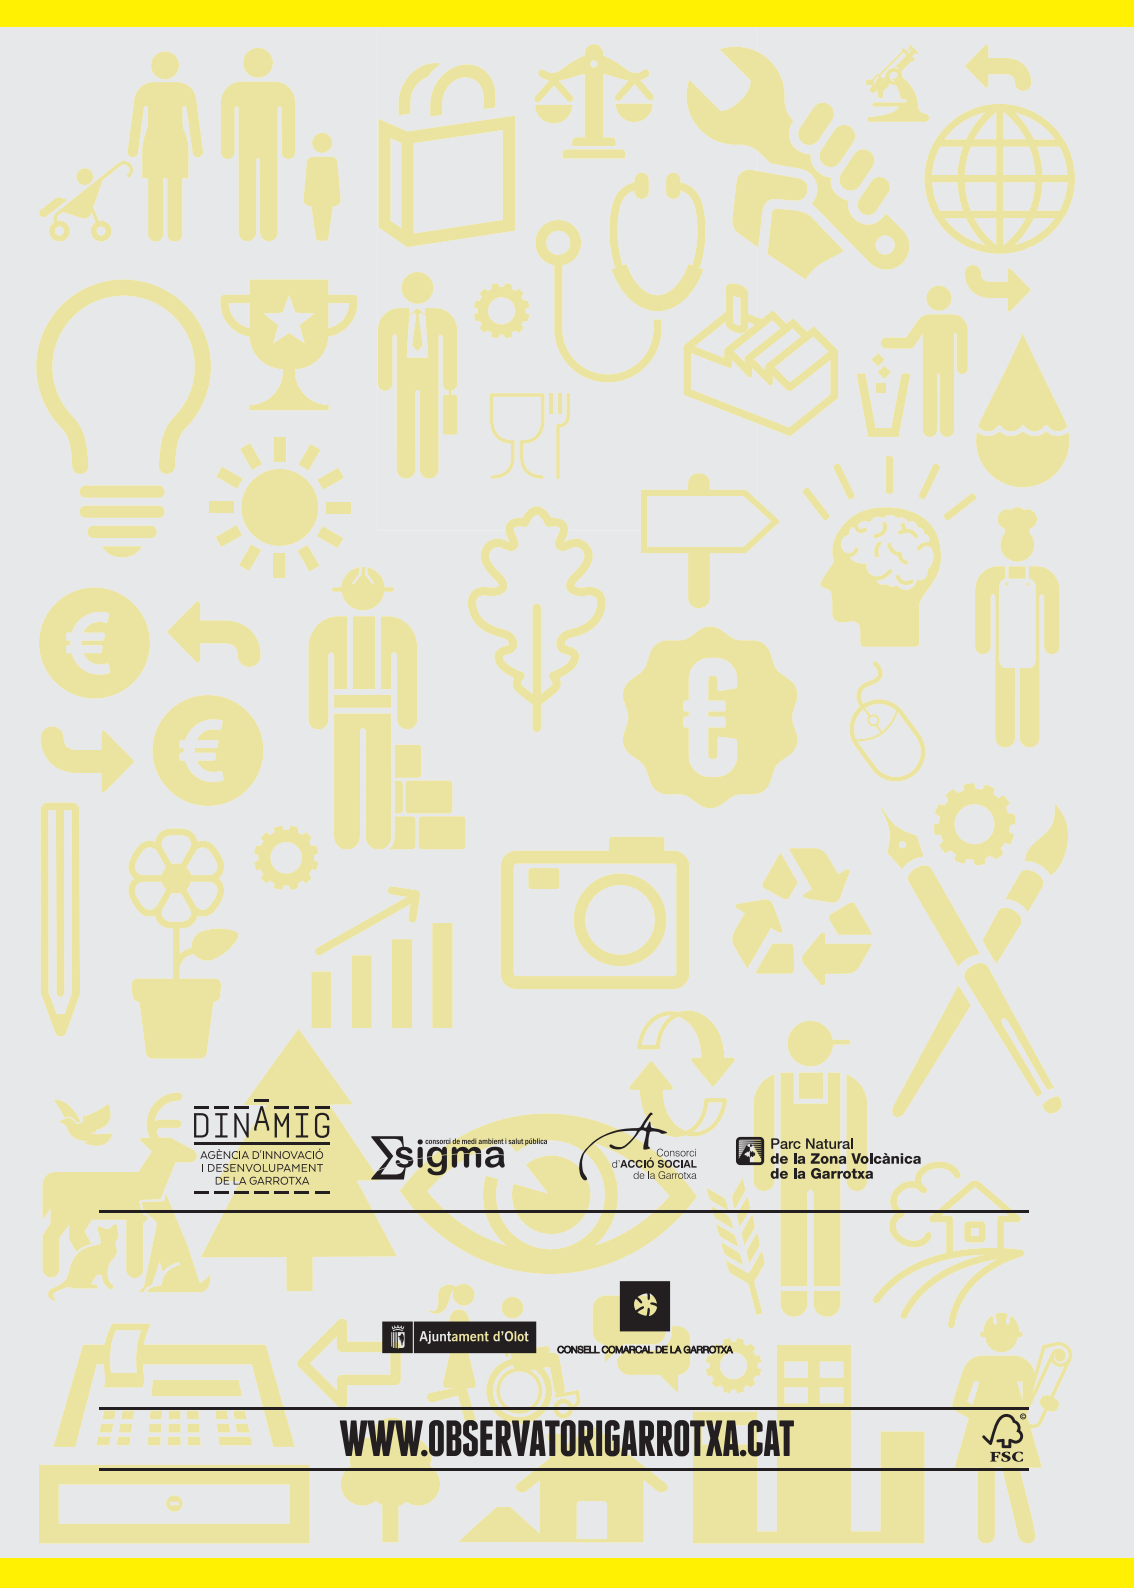 DINÀMIG
AGÈNCIA D'INNOVACIÓ
I DESENVOLUPAMENT
DE LA GARROTXA
consorci de medi ambient i salut pública
sigma
Consorci
d'ACCIÓ SOCIAL
de la Garrotxa
Parc Natural
de la Zona Volcànica
de la Garrotxa
Ajuntament d'Olot
CONSELL COMARCAL DE LA GARROTXA
WWW.OBSERVATORIGARROTXA.CAT
©
FSC